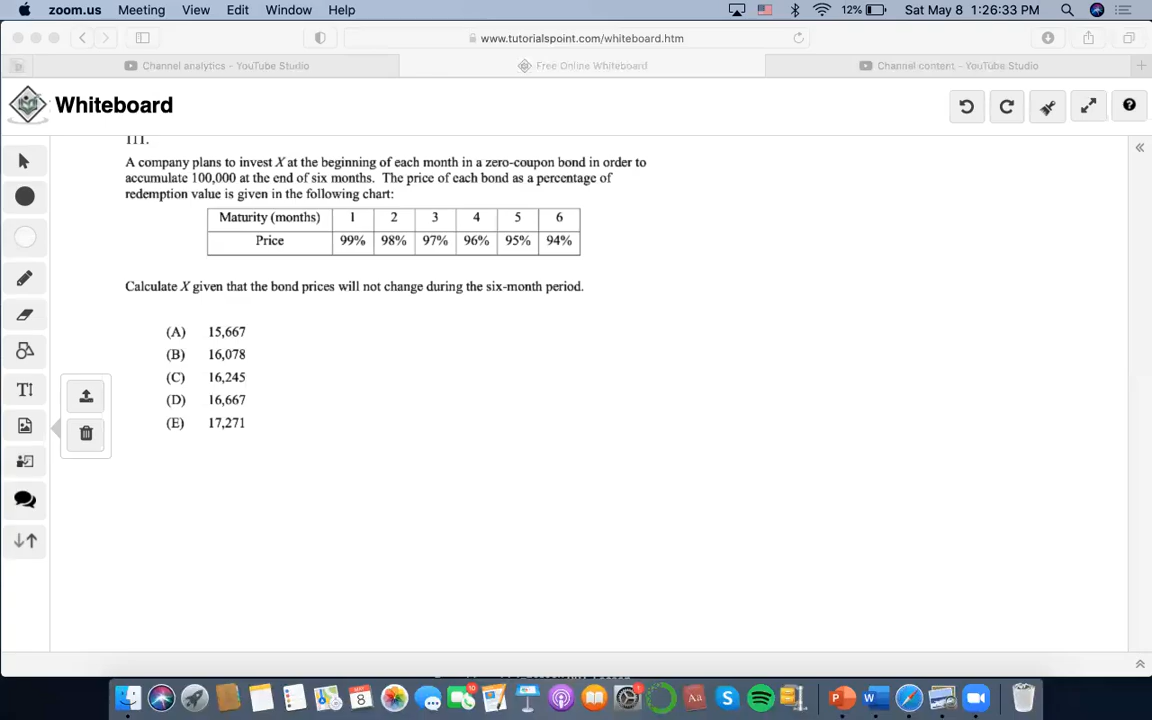 zoom.us Meeting View Edit Window Help 12% Sat May 8 1:26:33 PM
www.tutorialspoint.com/whiteboard.htm
Channel analytics - YouTube Studio Free Online Whiteboard Channel content - YouTube Studio
Whiteboard
111.
A company plans to invest X at the beginning of each month in a zero-coupon bond in order to
accumulate 100,000 at the end of six months. The price of each bond as a percentage of
redemption value is given in the following chart:
Maturity (months) 1 2 3 4 5 6
Price 99% 98% 97% 96% 95% 94%
Calculate X given that the bond prices will not change during the six-month period.
(A) 15,667
(B) 16,078
(C) 16,245
(D) 16,667
(E) 17,271